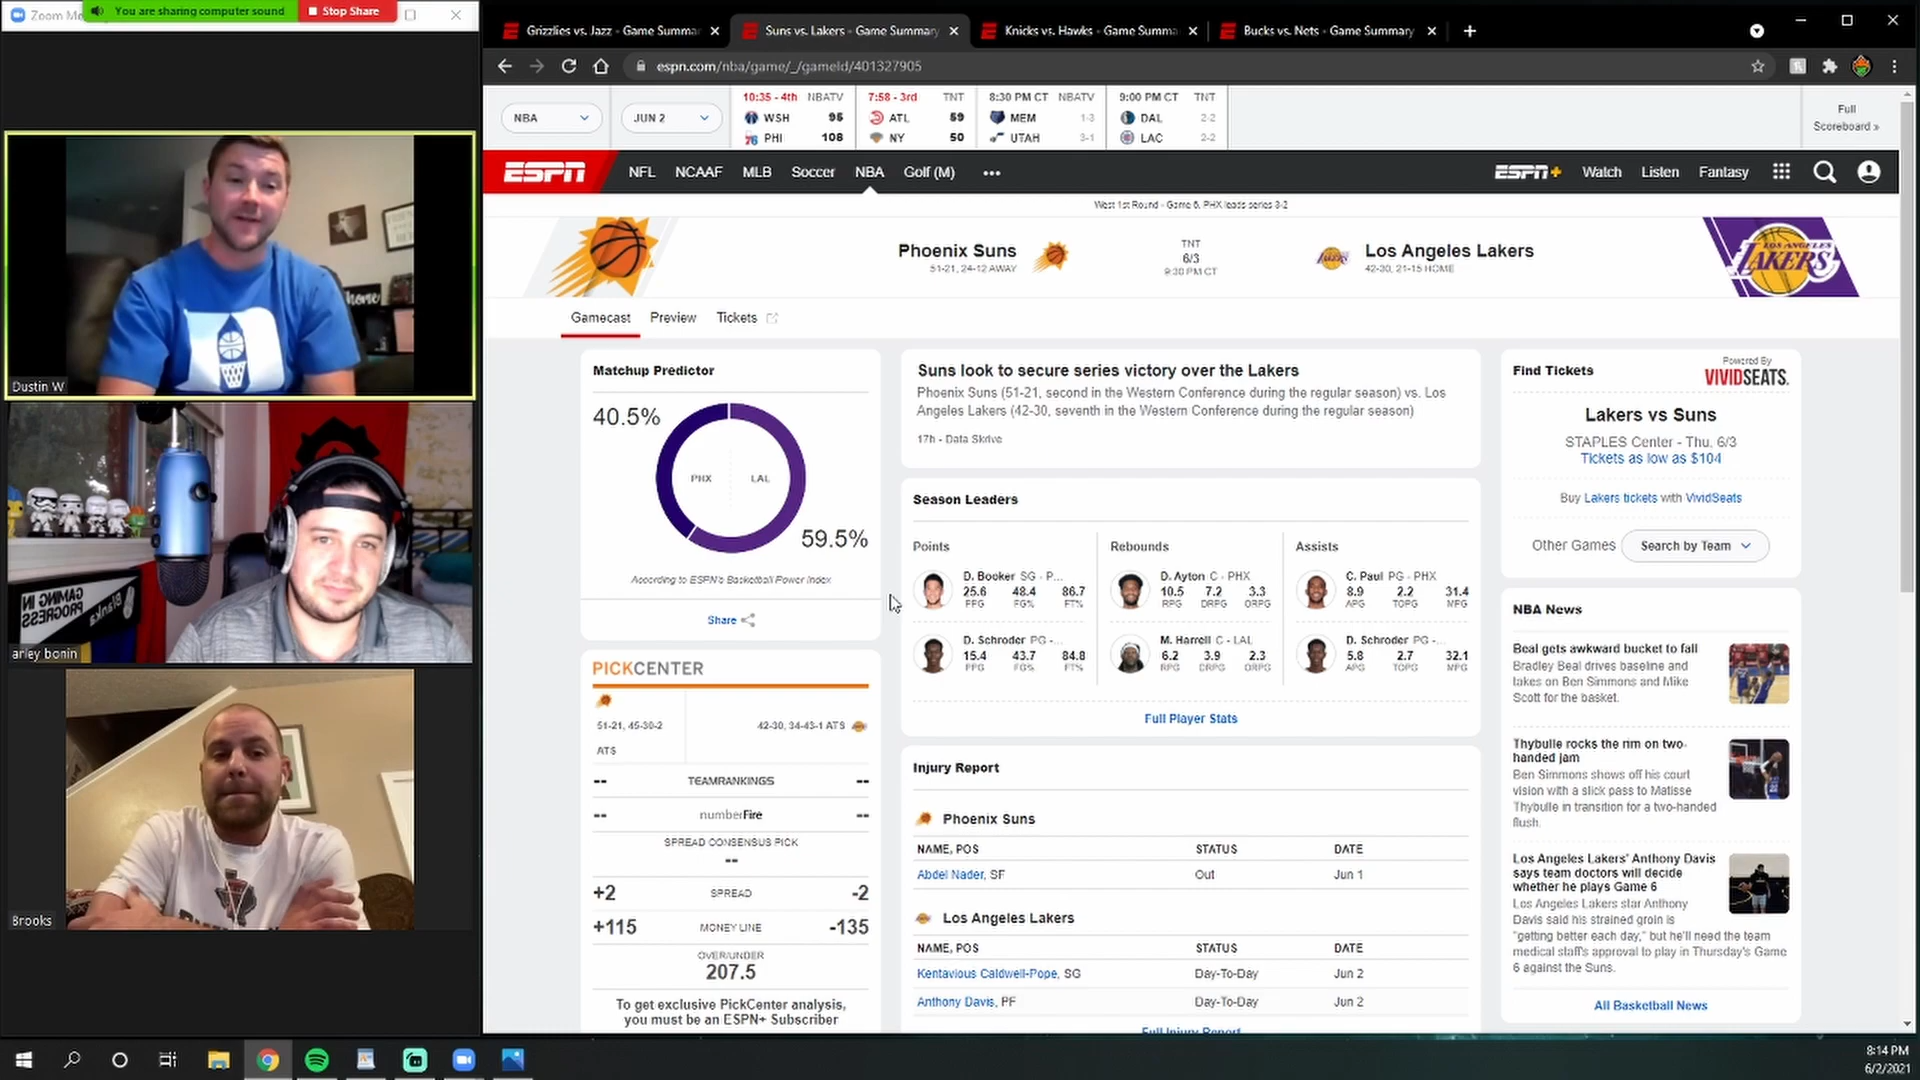 Zoom Me
You are sharing computer sound
Stop Share
Dustin W
home
GAMING IN
PROGRESS
Blanka
arley bonin
Brooks
Grizzlies vs. Jazz - Game Summar
Suns vs. Lakers - Game Summary
Knicks vs. Hawks - Game Summa
Bucks vs. Nets - Game Summary
espn.com/nba/game/_/gameId/401327905
NBA
JUN 2
10:35 - 4th NBATV
WSH 95
PHI 108
7:58 - 3rd TNT
ATL 59
NY 50
8:30 PM CT NBATV
MEM 1-3
UTAH 3-1
9:00 PM CT TNT
DAL 2-2
LAC 2-2
Full
Scoreboard »
ESPN NFL NCAAF MLB Soccer NBA Golf (M) ••• ESPN+ Watch Listen Fantasy
West 1st Round - Game 6, PHX leads series 3-2
Phoenix Suns
51-21, 24-12 AWAY
TNT
6/3
9:30 PM CT
Los Angeles Lakers
42-30, 21-15 HOME
LOS ANGELES
LAKERS
Gamecast Preview Tickets
Matchup Predictor
40.5%
PHX LAL
59.5%
According to ESPN's Basketball Power Index
Share
PICKCENTER
51-21, 45-30-2
ATS
42-30, 34-43-1 ATS
-- TEAMRANKINGS --
-- numberFire --
SPREAD CONSENSUS PICK
--
+2 SPREAD -2
+115 MONEY LINE -135
OVER/UNDER
207.5
To get exclusive PickCenter analysis,
you must be an ESPN+ Subscriber
Suns look to secure series victory over the Lakers
Phoenix Suns (51-21, second in the Western Conference during the regular season) vs. Los
Angeles Lakers (42-30, seventh in the Western Conference during the regular season)
17h - Data Skrive
Season Leaders
Points
D. Booker SG - P...
25.6 48.4 86.7
PPG FG% FT%
D. Schroder PG -...
15.4 43.7 84.8
PPG FG% FT%
Rebounds
D. Ayton C - PHX
10.5 7.2 3.3
RPG DRPG ORPG
M. Harrell C - LAL
6.2 3.9 2.3
RPG DRPG ORPG
Assists
C. Paul PG - PHX
8.9 2.2 31.4
APG TOPG MPG
D. Schroder PG -...
5.8 2.7 32.1
APG TOPG MPG
Full Player Stats
Injury Report
Phoenix Suns
NAME, POS STATUS DATE
Abdel Nader, SF Out Jun 1
Los Angeles Lakers
NAME, POS STATUS DATE
Kentavious Caldwell-Pope, SG Day-To-Day Jun 2
Anthony Davis, PF Day-To-Day Jun 2
Full Injury Report
Find Tickets
Powered By
VIVIDSEATS.
Lakers vs Suns
STAPLES Center - Thu, 6/3
Tickets as low as $104
Buy Lakers tickets with VividSeats
Other Games Search by Team
NBA News
Beal gets awkward bucket to fall
Bradley Beal drives baseline and
takes on Ben Simmons and Mike
Scott for the basket.
Thybulle rocks the rim on two-
handed jam
Ben Simmons shows off his court
vision with a slick pass to Matisse
Thybulle in transition for a two-handed
flush.
Los Angeles Lakers' Anthony Davis
says team doctors will decide
whether he plays Game 6
Los Angeles Lakers star Anthony
Davis said his strained groin is
"getting better each day," but he'll need the team
medical staff's approval to play in Thursday's Game
6 against the Suns.
All Basketball News
8:14 PM
6/2/2021